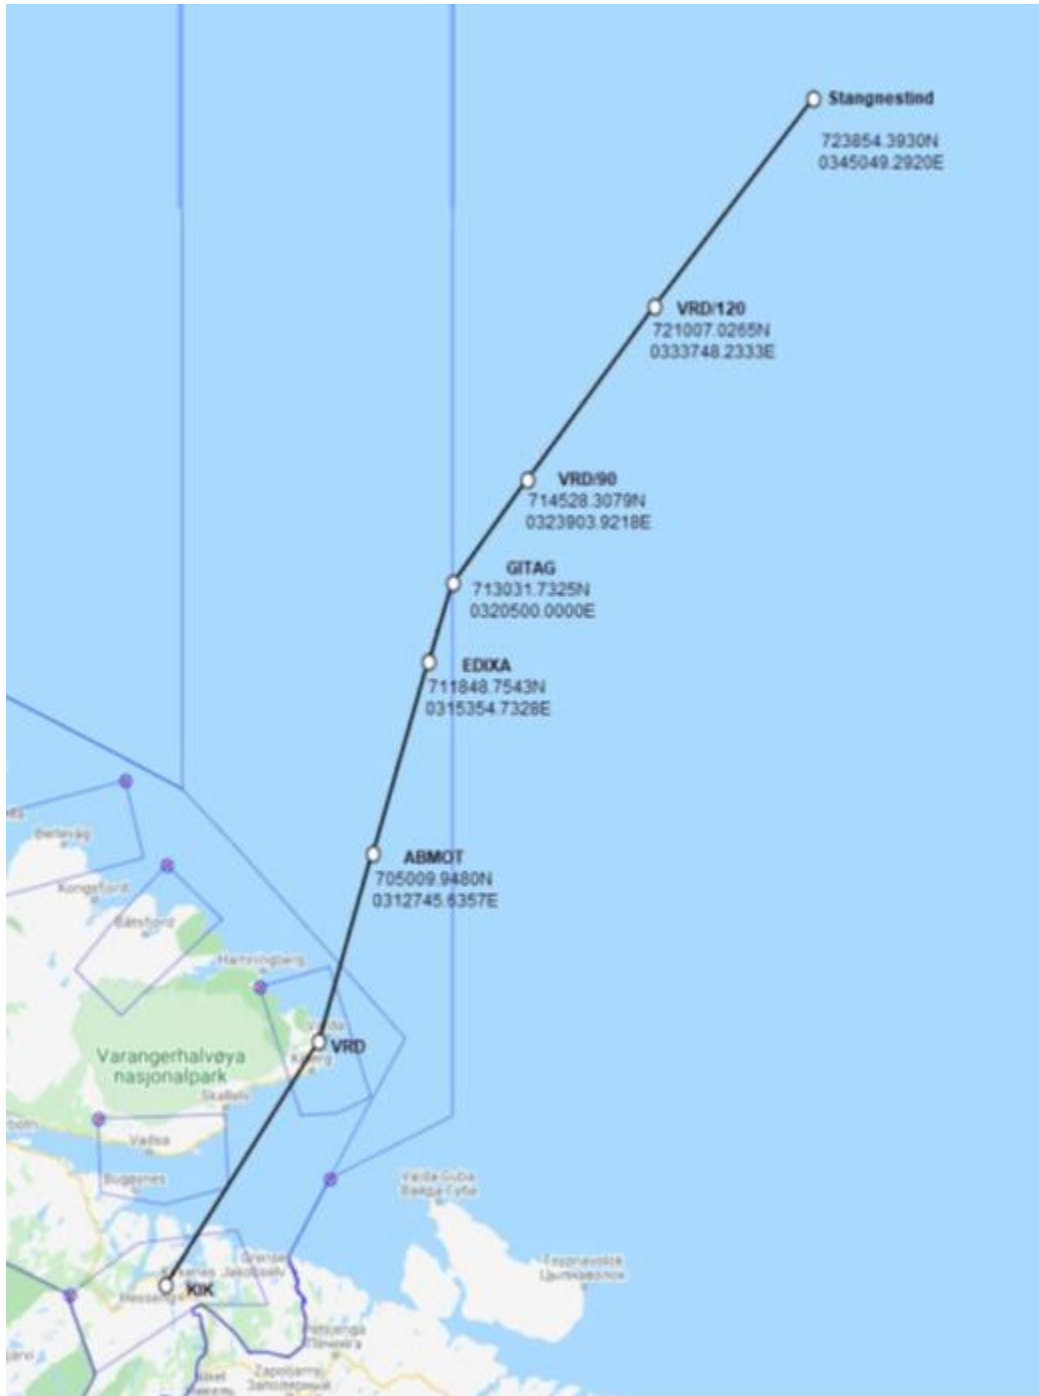 Stangnestind
723854.3930N
0345049.2920E
VRD/120
721007.0265N
0333748.2333E
VRD/90
714528.3079N
0323903.9218E
GITAG
713031.7325N
0320500.0000E
EDIXA
711848.7543N
0315354.7328E
ABMOT
705009.9480N
0312745.6357E
Berlevåg
Kongsfjord
Båtsfjord
Hamningberg
VRD
Varangerhalvøya
nasjonalpark
Skallelv
Vadsø
Bugøynes
Vaida Guba
Вайда-Губа
Grense
Jakobselv
KIK
Цыпнаволок
Печенга
Заполярный